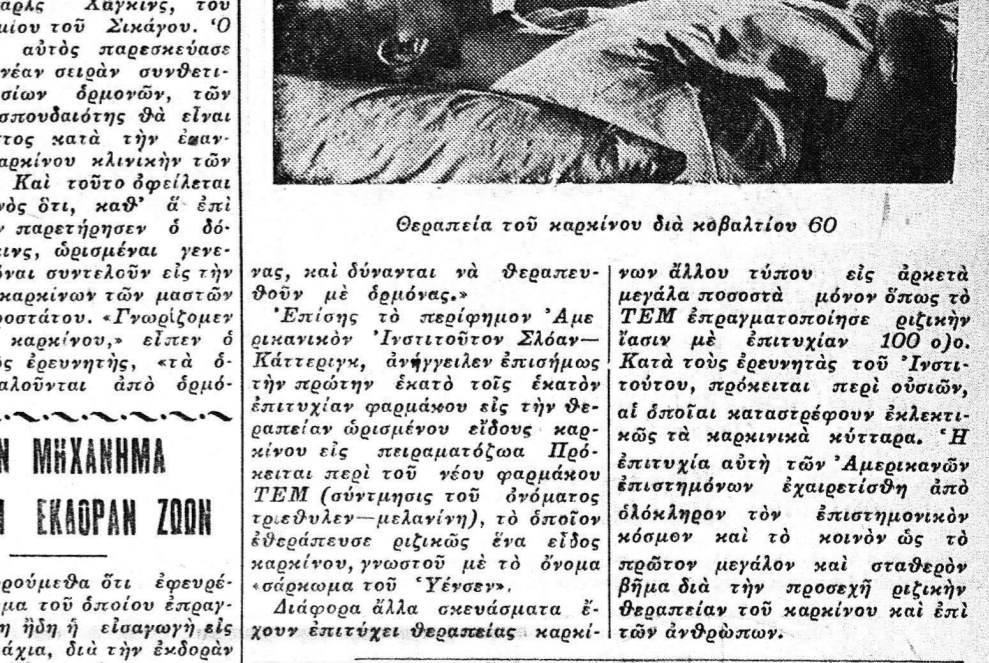 αρλς Χάγκινς, τοῦ
μίου τοῦ Σικάγου. Ὁ
αὐτὸς παρεσκεύασε
νέαν σειρὰν συνθετι-
σίων ὁρμονῶν, τῶν
σπουδαιότης θὰ εἶναι
τος κατὰ τὴν ἐπαν-
αρκίνου κλινικὴν τῶν
Καὶ τοῦτο ὀφείλεται
νὸς ὅτι, καθ' ἃ ἐπὶ
ν παρετήρησεν ὁ δό-
ινς, ὡρισμέναι γενε-
όναι συντελοῦν εἰς τὴν
καρκίνων τῶν μαστῶν
ροστάτου. «Γνωρίζομεν
καρκίνου,» εἶπεν ὁ
ὸς ἐρευνητής, «τὰ ὁ-
αλοῦνται ἀπὸ ὁρμό-
Ν ΜΗΧΑΝΗΜΑ
ΕΚΔΟΡΑΝ ΖΩΩΝ
ρούμεθα ὅτι ἐφευρέ-
μα τοῦ ὁποίου ἐπραγ-
η ἤδη ἡ εἰσαγωγὴ εἰς
άχια, διὰ τὴν ἐκδορὰν
Θεραπεία τοῦ καρκίνου διὰ κοβαλτίου 60
νας, καὶ δύνανται νὰ θεραπευ-
θοῦν μὲ ὁρμόνας.»
Ἐπίσης τὸ περίφημον Ἀμε
ρικανικὸν Ἰνστιτοῦτον Σλόαν—
Κάττεριγκ, ἀνήγγειλεν ἐπισήμως
τὴν πρώτην ἑκατὸ τοῖς ἑκατὸν
ἐπιτυχίαν φαρμάκου εἰς τὴν θε-
ραπείαν ὡρισμένου εἴδους καρ-
κίνου εἰς πειραματόζωα Πρό-
κειται περὶ τοῦ νέου φαρμάκου
ΤΕΜ (σύντμησις τοῦ ὀνόματος
τριεθυλεν—μελανίνη), τὸ ὁποῖον
ἐθεράπευσε ριζικῶς ἕνα εἶδος
καρκίνου, γνωστοῦ μὲ τὸ ὄνομα
«σάρκωμα τοῦ Ὑένσεν».
Διάφορα ἄλλα σκευάσματα ἔ-
χουν ἐπιτύχει θεραπείας καρκί-
νων ἄλλου τύπου εἰς ἀρκετὰ
μεγάλα ποσοστὰ μόνον ὅπως τὸ
ΤΕΜ ἐπραγματοποίησε ριζικὴν
ἴασιν μὲ ἐπιτυχίαν 100 ο)ο.
Κατὰ τοὺς ἐρευνητὰς τοῦ Ἰνστι-
τούτου, πρόκειται περὶ οὐσιῶν,
αἱ ὁποῖαι καταστρέφουν ἐκλεκτι-
κῶς τὰ καρκινικὰ κύτταρα. Ἡ
ἐπιτυχία αὐτὴ τῶν Ἀμερικανῶν
ἐπιστημόνων ἐχαιρετίσθη ἀπὸ
ὁλόκληρον τὸν ἐπιστημονικὸν
κόσμον καὶ τὸ κοινὸν ὡς τὸ
πρῶτον μεγάλον καὶ σταθερὸν
βῆμα διὰ τὴν προσεχῆ ριζικὴν
θεραπείαν τοῦ καρκίνου καὶ ἐπὶ
τῶν ἀνθρώπων.